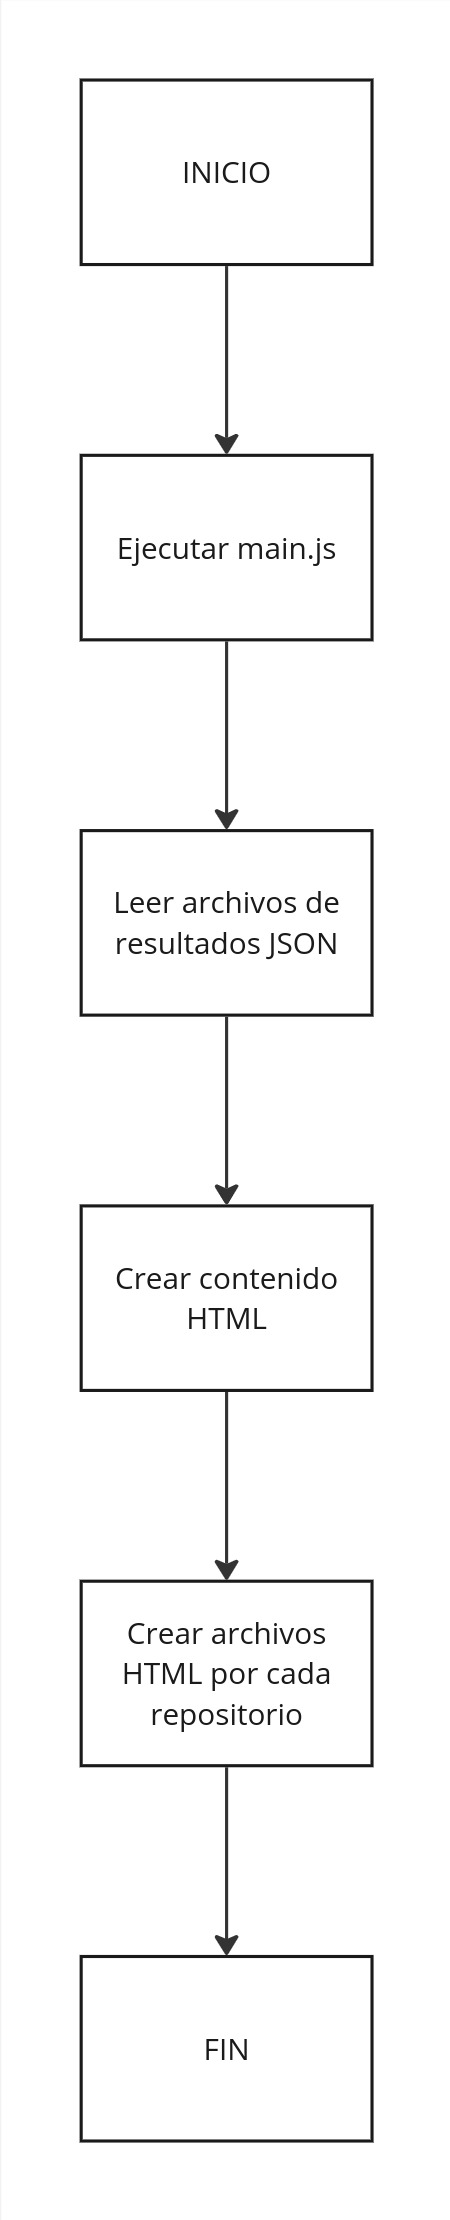 INICIO
Ejecutar main.js
Leer archivos de
resultados JSON
Crear contenido
HTML
Crear archivos
HTML por cada
repositorio
FIN